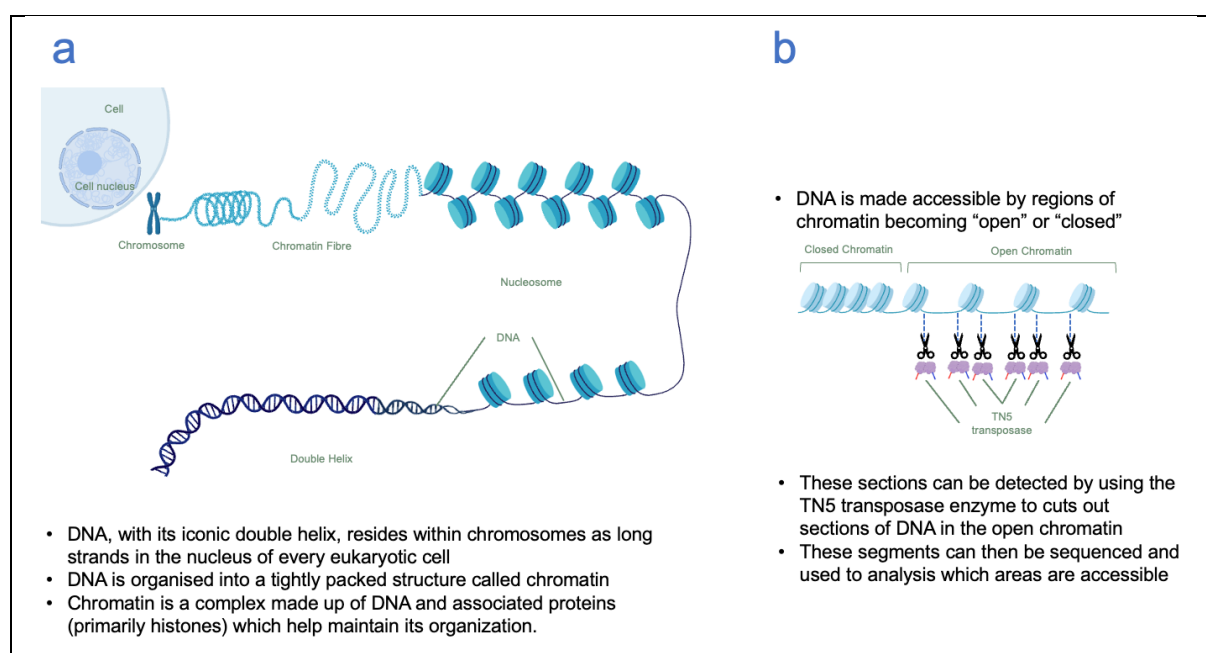 a
Cell
Cell nucleus
Chromosome
Chromatin Fibre
Nucleosome
DNA
Double Helix
• DNA, with its iconic double helix, resides within chromosomes as long
strands in the nucleus of every eukaryotic cell
• DNA is organised into a tightly packed structure called chromatin
• Chromatin is a complex made up of DNA and associated proteins
(primarily histones) which help maintain its organization.
b
• DNA is made accessible by regions of
chromatin becoming “open” or “closed”
Closed Chromatin
Open Chromatin
TN5
transposase
• These sections can be detected by using the
TN5 transposase enzyme to cuts out
sections of DNA in the open chromatin
• These segments can then be sequenced and
used to analysis which areas are accessible